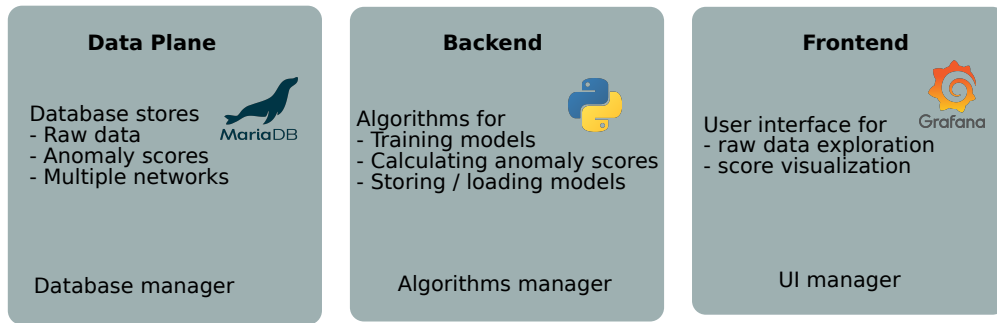 Data Plane
MariaDB
Database stores
- Raw data
- Anomaly scores
- Multiple networks
Database manager
Backend
Algorithms for
- Training models
- Calculating anomaly scores
- Storing / loading models
Algorithms manager
Frontend
Grafana
User interface for
- raw data exploration
- score visualization
UI manager